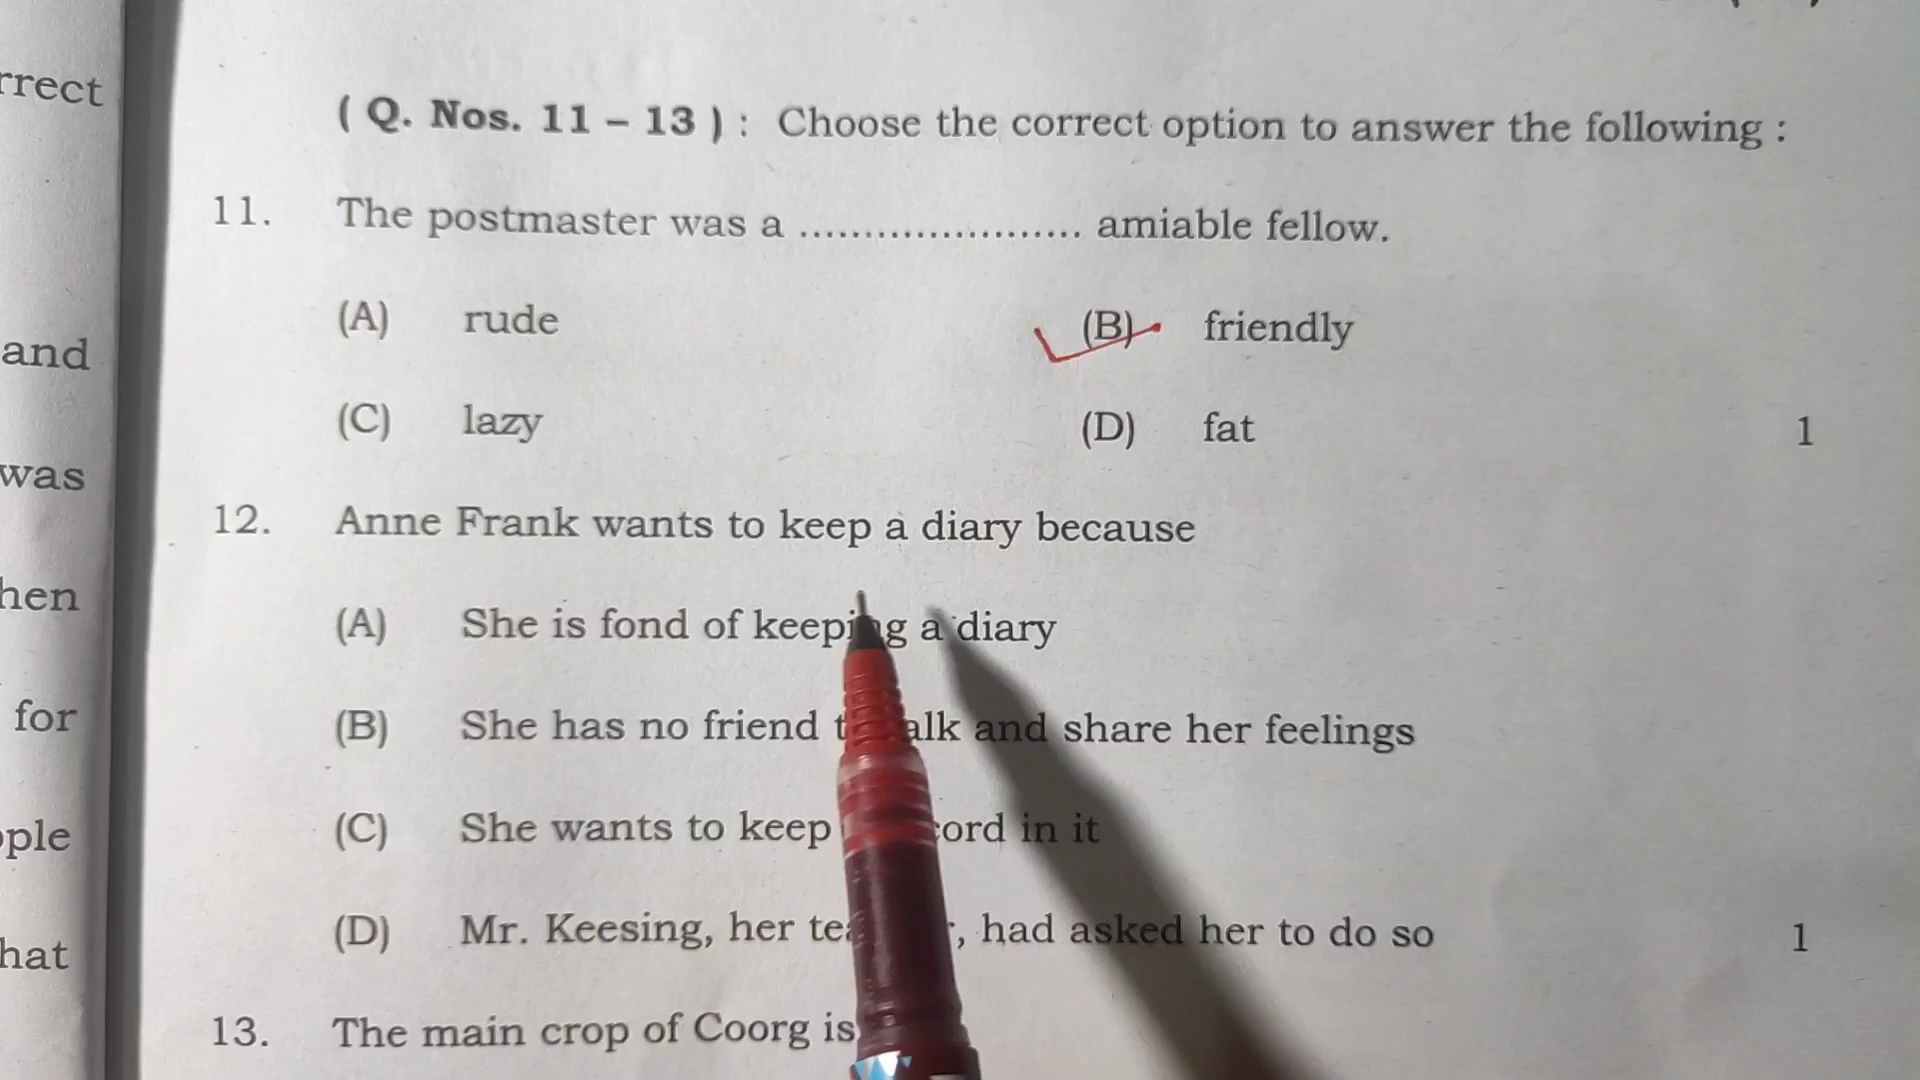 rrect
and
was
hen
for
ople
hat
( Q. Nos. 11 – 13 ) : Choose the correct option to answer the following :
11. The postmaster was a ...................... amiable fellow.
(A) rude (B) friendly
(C) lazy (D) fat 1
12. Anne Frank wants to keep a diary because
(A) She is fond of keeping a diary
(B) She has no friend to talk and share her feelings
(C) She wants to keep in it
(D) Mr. Keesing, her , had asked her to do so 1
13. The main crop of Coorg is